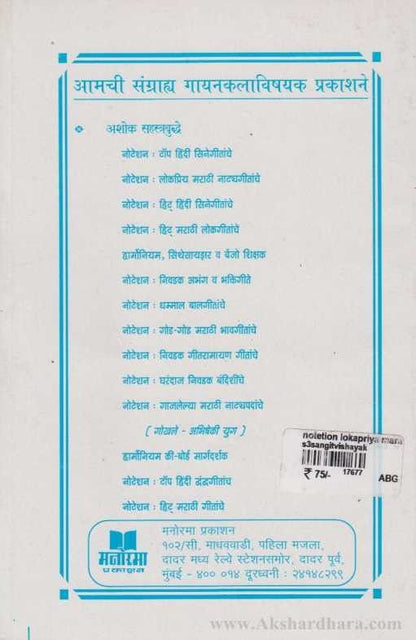 आमची संग्राह्य गायनकलाविषयक प्रकाशने
अशोक सहस्रबुद्धे
नोटेशन : टॉप हिंदी सिनेगीतांचे
नोटेशन : लोकप्रिय मराठी नाट्यगीतांचे
नोटेशन : हिट् हिंदी सिनेगीतांचे
नोटेशन : हिट् मराठी लोकगीतांचे
हार्मोनियम, सिंथेसायझर व बेंजो शिक्षक
नोटेशन : निवडक अभंग व भक्तिगीते
नोटेशन : धम्माल बालगीतांचे
नोटेशन : गोड-गोड मराठी भावगीतांचे
नोटेशन : निवडक गीतरामायण गीतांचे
नोटेशन : घरंदाज निवडक बंदिशींचे
नोटेशन : गाजलेल्या मराठी नाट्यपदांचे
( गोखले - अभिषेकी युग )
हार्मोनियम की-बोर्ड मार्गदर्शक
नोटेशन : टॉप हिंदी द्वंद्वगीतांचे
नोटेशन : हिट् मराठी गीतांचे
notetion lokapriya mara
s3sangitvishayak
₹ 75/-
17677
ABG
मनोरमा
प्रकाशन
मनोरमा प्रकाशन
१०२/सी, माधववाडी, पहिला मजला,
दादर मध्य रेल्वे स्टेशनसमोर, दादर पूर्व,
मुंबई - ४०० ०१४ दूरध्वनी : २४१४८२९९
www.Akshardhara.com